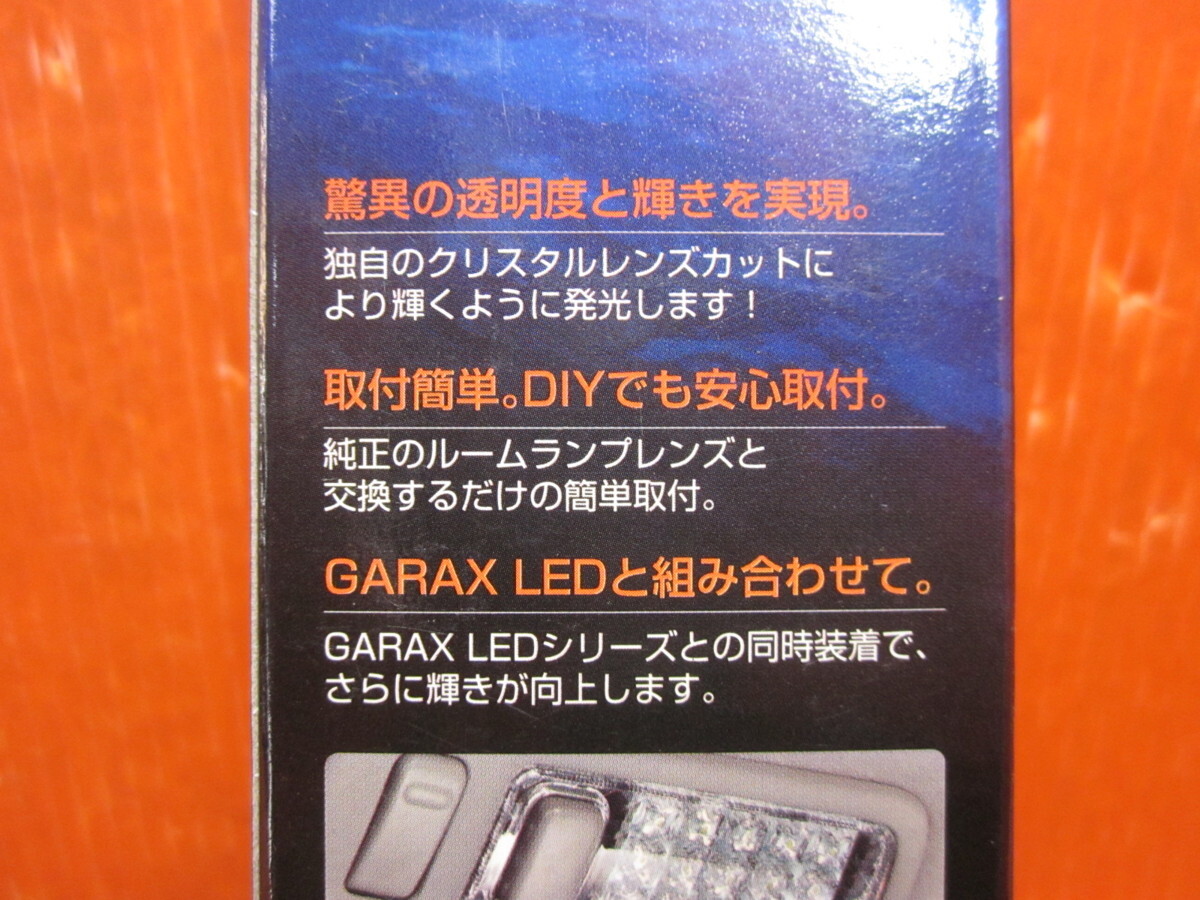 驚異の透明度と輝きを実現。
独自のクリスタルレンズカットに
より輝くように発光します！
取付簡単。DIYでも安心取付。
純正のルームランプレンズと
交換するだけの簡単取付。
GARAX LEDと組み合わせて。
GARAX LEDシリーズとの同時装着で、
さらに輝きが向上します。